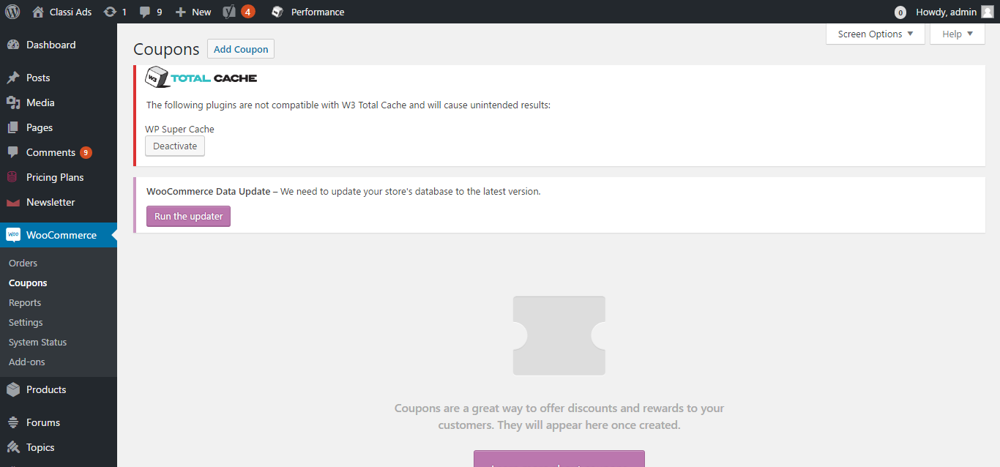 Classi Ads
1
9
New
4
Performance
0
Howdy, admin
Dashboard
Posts
Media
Pages
Comments 9
Pricing Plans
Newsletter
WOO WooCommerce
Orders
Coupons
Reports
Settings
System Status
Add-ons
Products
Forums
Topics
Screen Options
Help
Coupons
Add Coupon
W3 TOTAL CACHE
The following plugins are not compatible with W3 Total Cache and will cause unintended results:
WP Super Cache
Deactivate
WooCommerce Data Update – We need to update your store's database to the latest version.
Run the updater
Coupons are a great way to offer discounts and rewards to your
customers. They will appear here once created.